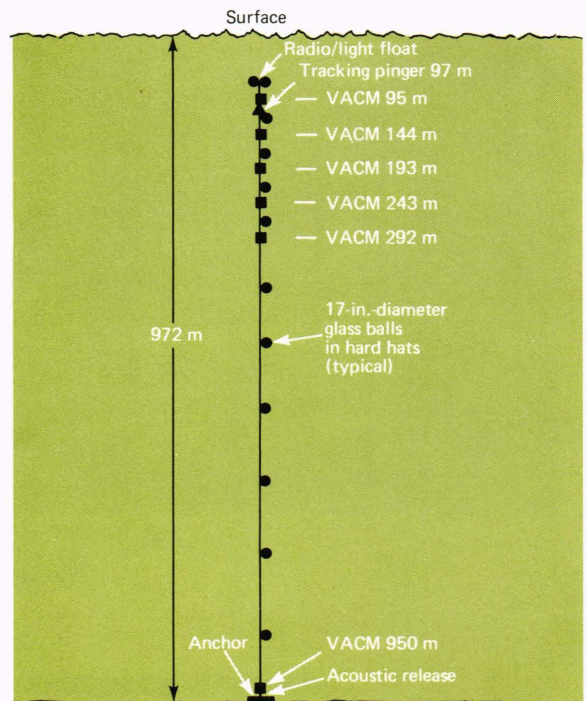 Surface
Radio/light float
Tracking pinger 97 m
VACM 95 m
VACM 144 m
VACM 193 m
VACM 243 m
VACM 292 m
17-in.-diameter
glass balls
in hard hats
(typical)
972 m
Anchor
VACM 950 m
Acoustic release